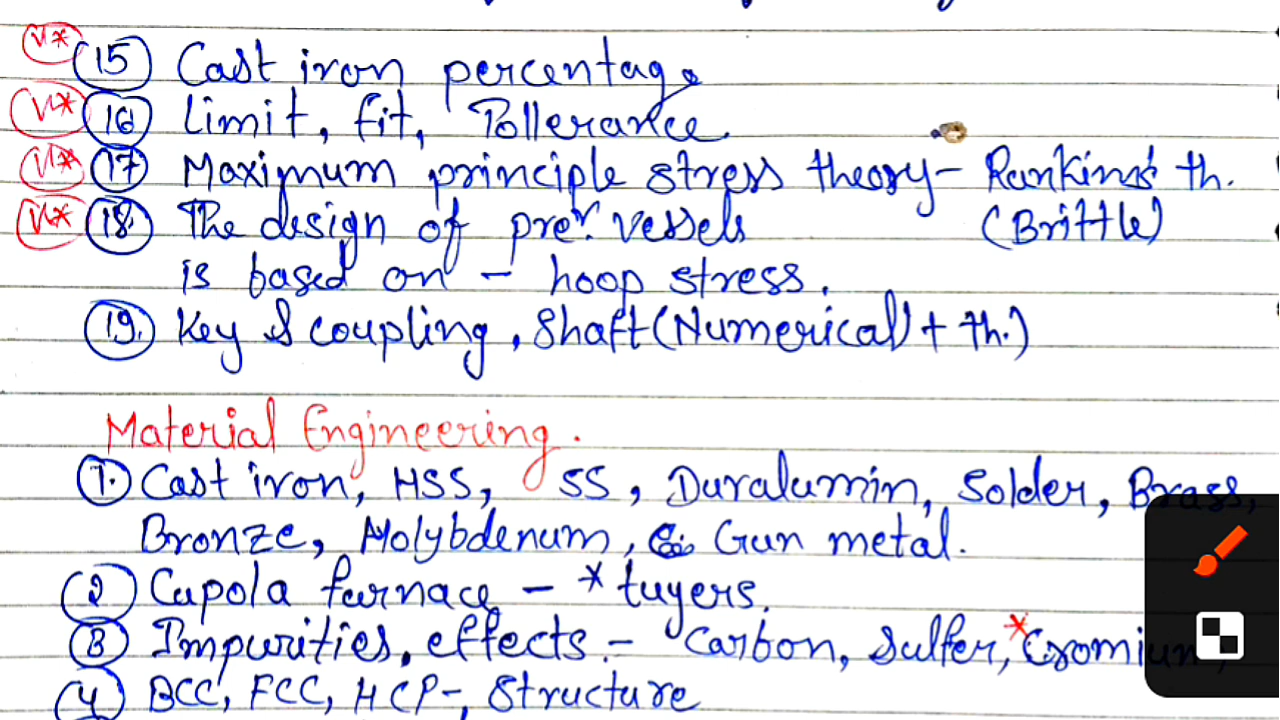 V* (15) Cast iron percentage
V* (16) Limit, fit, Tollerance.
V* (17) Maximum principle stress theory - Rankin's th.
V* (18) The design of pre^r. vessels (Brittle)
is based on - hoop stress.
(19.) Key & coupling, Shaft (Numerical + th.)
Material Engineering.
(1.) Cast iron, HSS, SS, Duralumin, Solder, Brass,
Bronze, Molybdenum, Gun metal.
(2) Cupola furnace - * tuyers.
(3) Impurities, effects - Carbon, Sulfer, *Cromium,
(4) BCC, FCC, HCP-, Structure